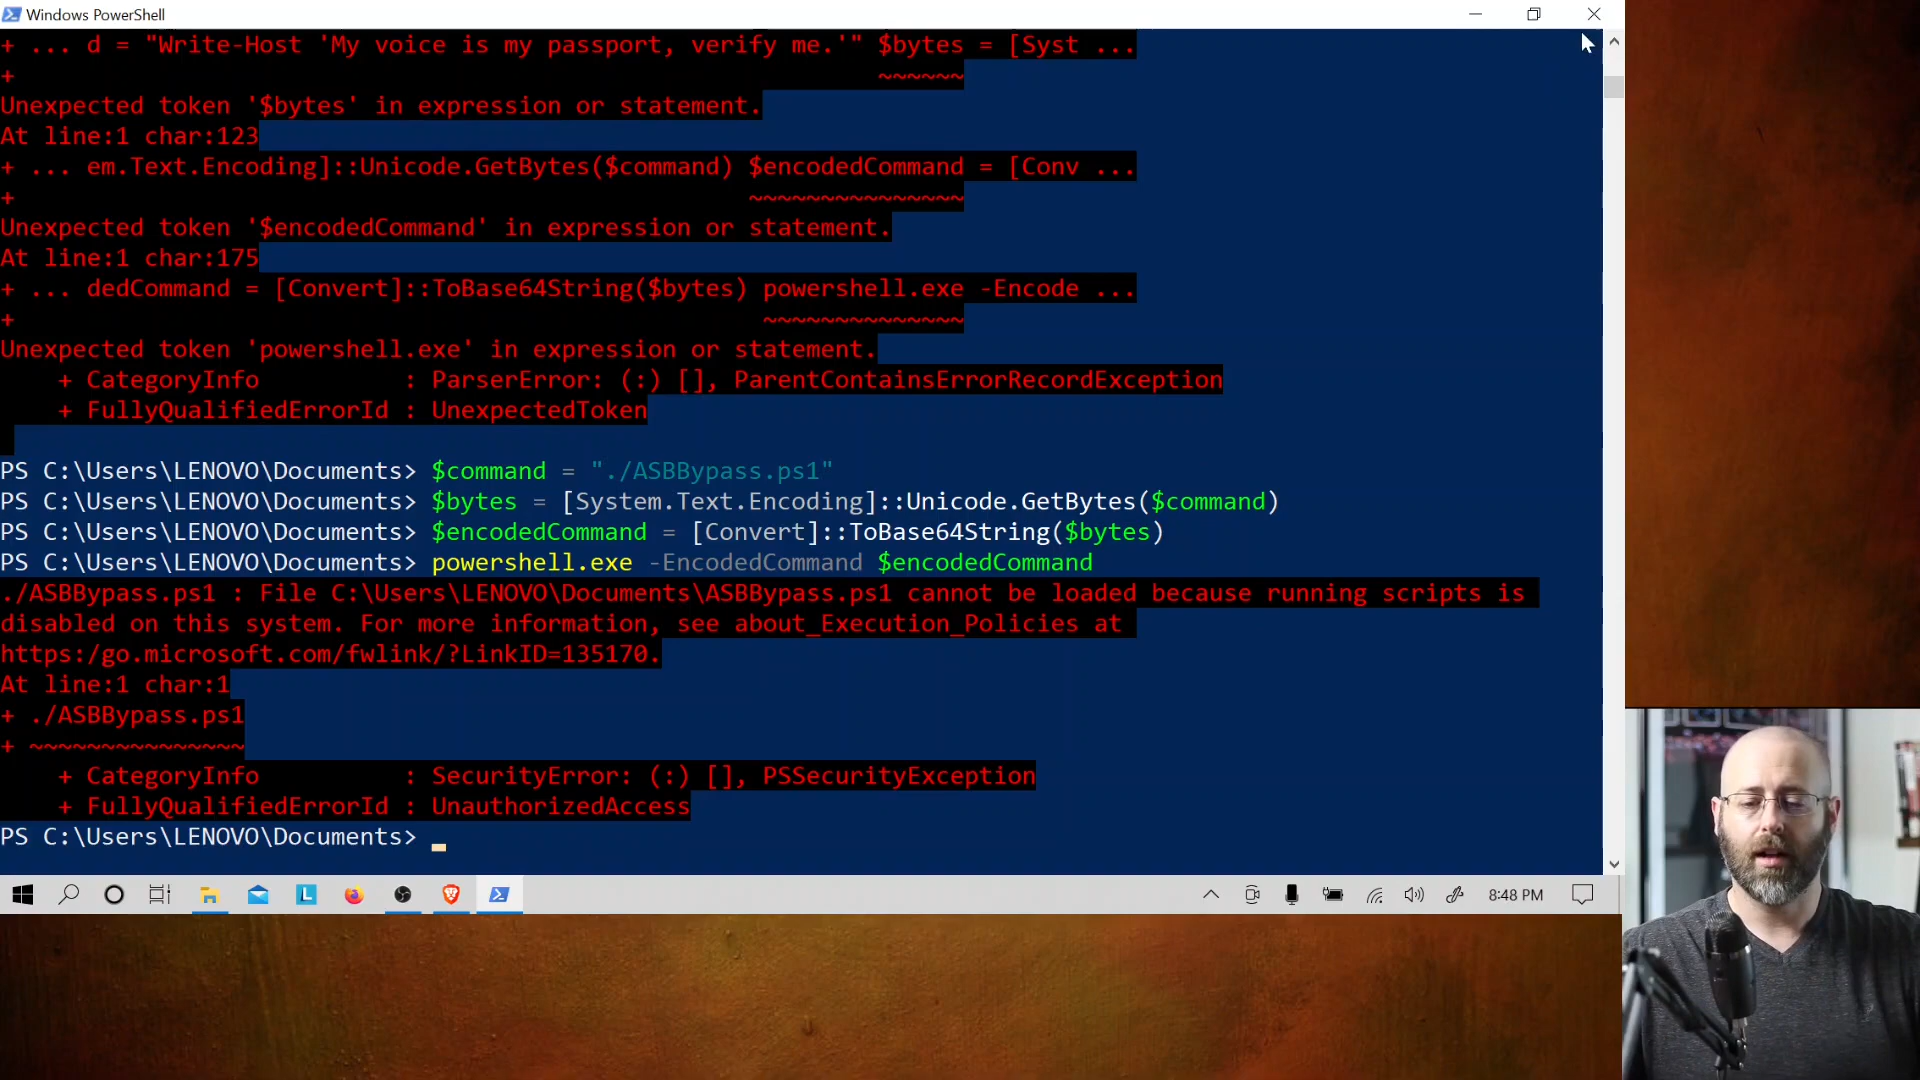 Windows PowerShell
+ ... d = "Write-Host 'My voice is my passport, verify me.'" $bytes = [Syst ...
+ ~~~~~~
Unexpected token '$bytes' in expression or statement.
At line:1 char:123
+ ... em.Text.Encoding]::Unicode.GetBytes($command) $encodedCommand = [Conv ...
+ ~~~~~~~~~~~~~~~
Unexpected token '$encodedCommand' in expression or statement.
At line:1 char:175
+ ... dedCommand = [Convert]::ToBase64String($bytes) powershell.exe -Encode ...
+ ~~~~~~~~~~~~~~
Unexpected token 'powershell.exe' in expression or statement.
+ CategoryInfo : ParserError: (:) [], ParentContainsErrorRecordException
+ FullyQualifiedErrorId : UnexpectedToken
PS C:\Users\LENOVO\Documents> $command = "./ASBBypass.ps1"
PS C:\Users\LENOVO\Documents> $bytes = [System.Text.Encoding]::Unicode.GetBytes($command)
PS C:\Users\LENOVO\Documents> $encodedCommand = [Convert]::ToBase64String($bytes)
PS C:\Users\LENOVO\Documents> powershell.exe -EncodedCommand $encodedCommand
./ASBBypass.ps1 : File C:\Users\LENOVO\Documents\ASBBypass.ps1 cannot be loaded because running scripts is
disabled on this system. For more information, see about_Execution_Policies at
https:/go.microsoft.com/fwlink/?LinkID=135170.
At line:1 char:1
+ ./ASBBypass.ps1
+ ~~~~~~~~~~~~~~~
+ CategoryInfo : SecurityError: (:) [], PSSecurityException
+ FullyQualifiedErrorId : UnauthorizedAccess
PS C:\Users\LENOVO\Documents> _
L
8:48 PM